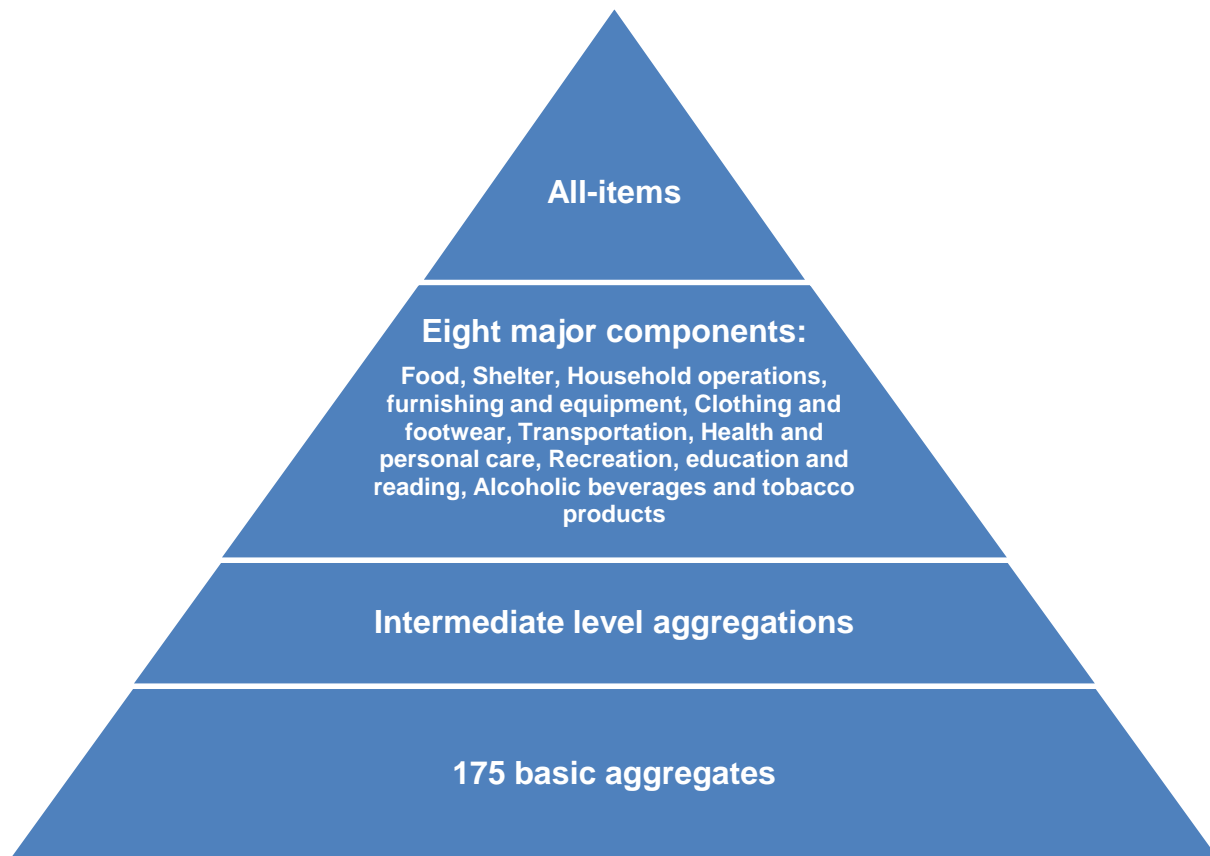 All-items
Eight major components:
Food, Shelter, Household operations,
furnishing and equipment, Clothing and
footwear, Transportation, Health and
personal care, Recreation, education and
reading, Alcoholic beverages and tobacco
products
Intermediate level aggregations
175 basic aggregates